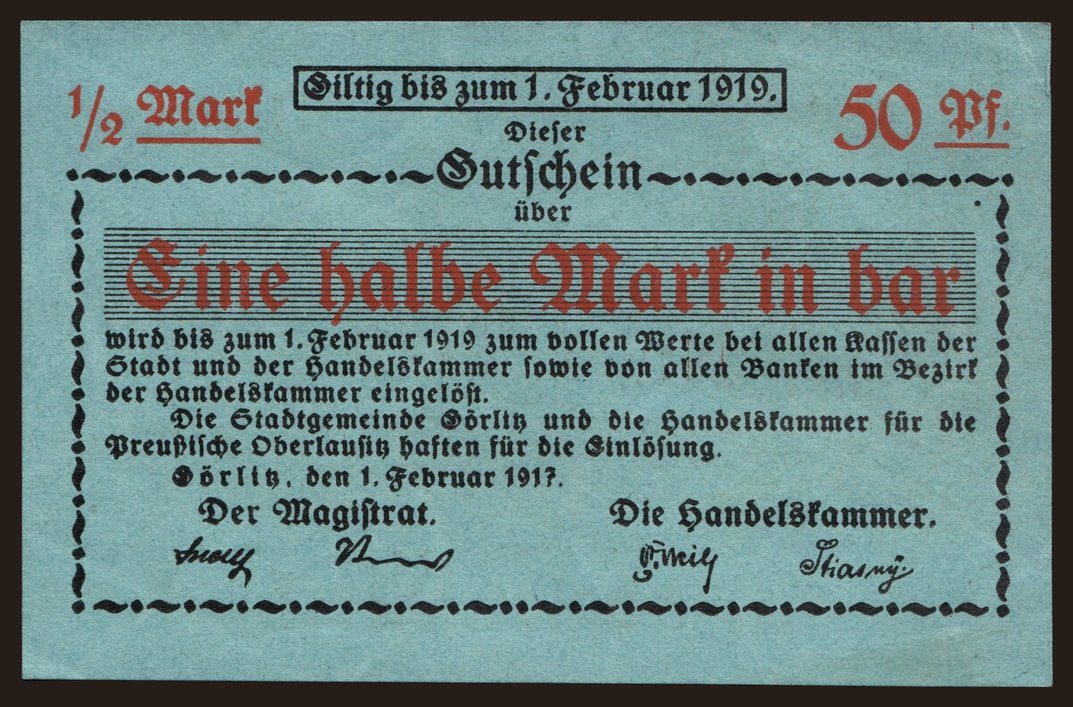 Giltig bis zum 1. Februar 1919.
1/2 Mark
50 Pf.
Dieser
Gutschein
über
Eine halbe Mark in bar
wird bis zum 1. Februar 1919 zum vollen Werte bei allen Kassen der
Stadt und der Handelskammer sowie von allen Banken im Bezirk
der Handelskammer eingelöst.
Die Stadtgemeinde Görlitz und die Handelskammer für die
Preußische Oberlausitz haften für die Einlösung.
Görlitz, den 1. Februar 1917.
Der Magistrat.
Die Handelskammer.
Stiasny.